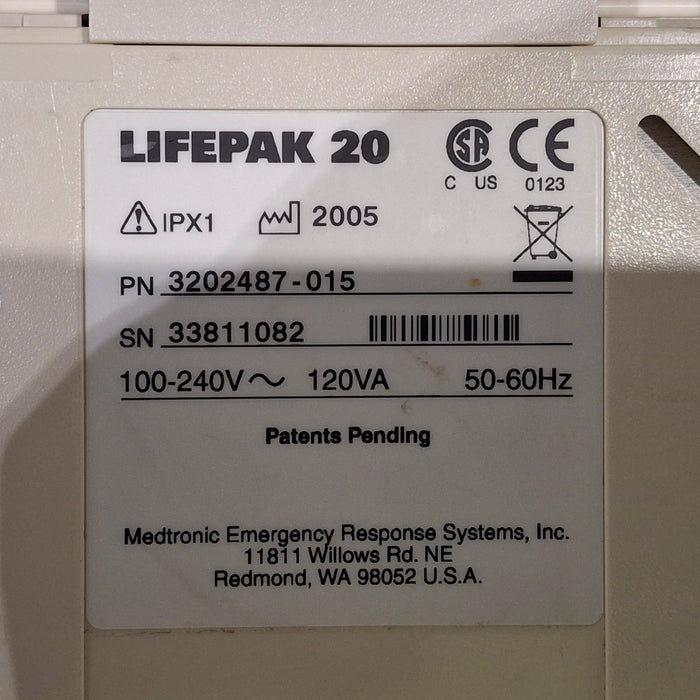 LIFEPAK 20
C US 0123
IPX1 2005
PN 3202487-015
SN 33811082
100-240V～ 120VA 50-60Hz
Patents Pending
Medtronic Emergency Response Systems, Inc.
11811 Willows Rd. NE
Redmond, WA 98052 U.S.A.